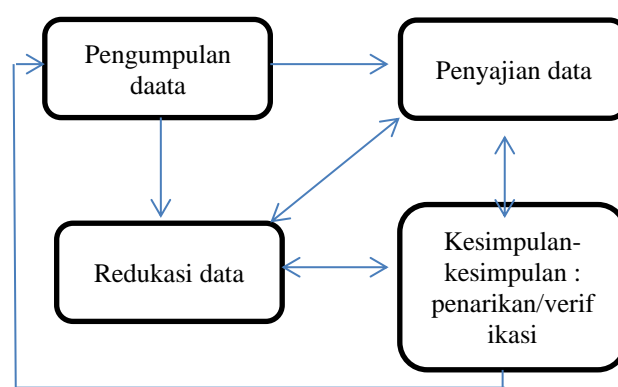 Pengumpulan
daata
Penyajian data
Redukasi data
Kesimpulan-
kesimpulan :
penarikan/verif
ikasi